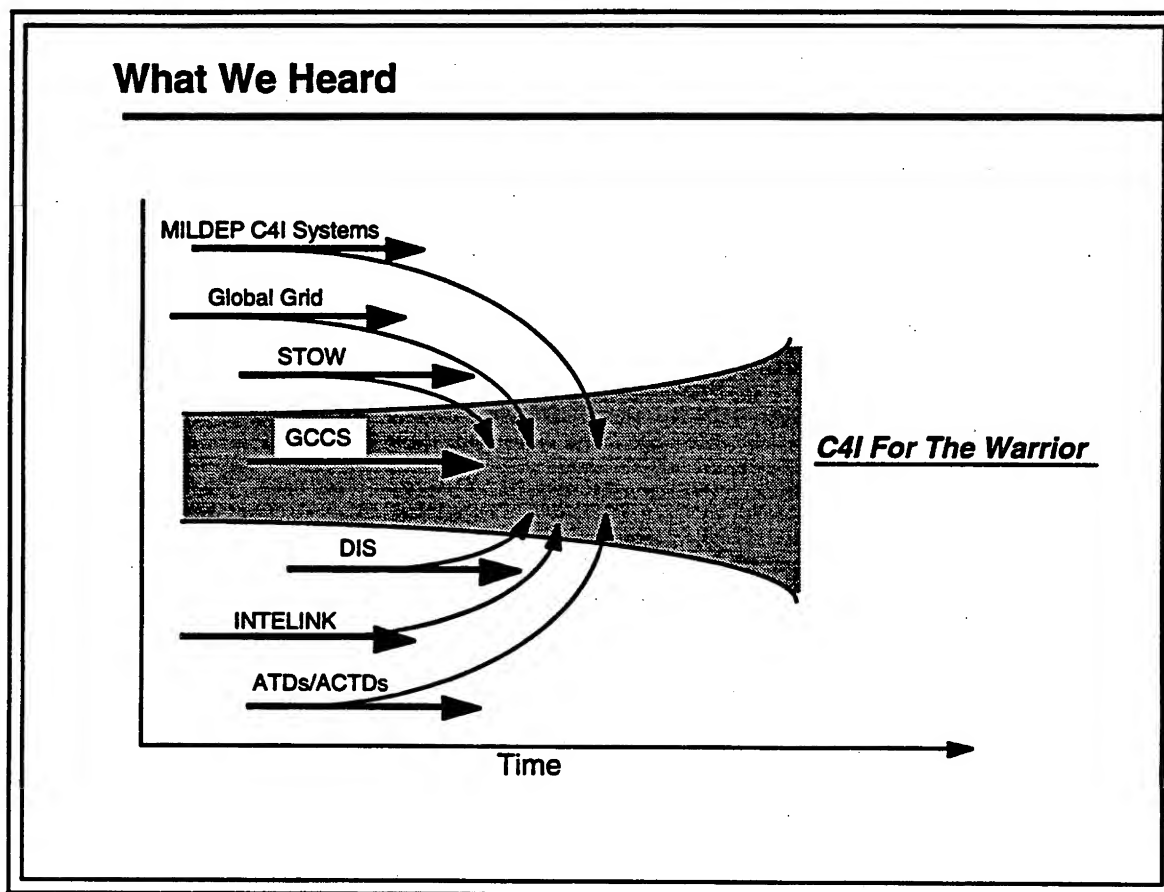 What We Heard
MILDEP C4I Systems
Global Grid
STOW
GCCS
C4I For The Warrior
DIS
INTELINK
ATDs/ACTDs
Time